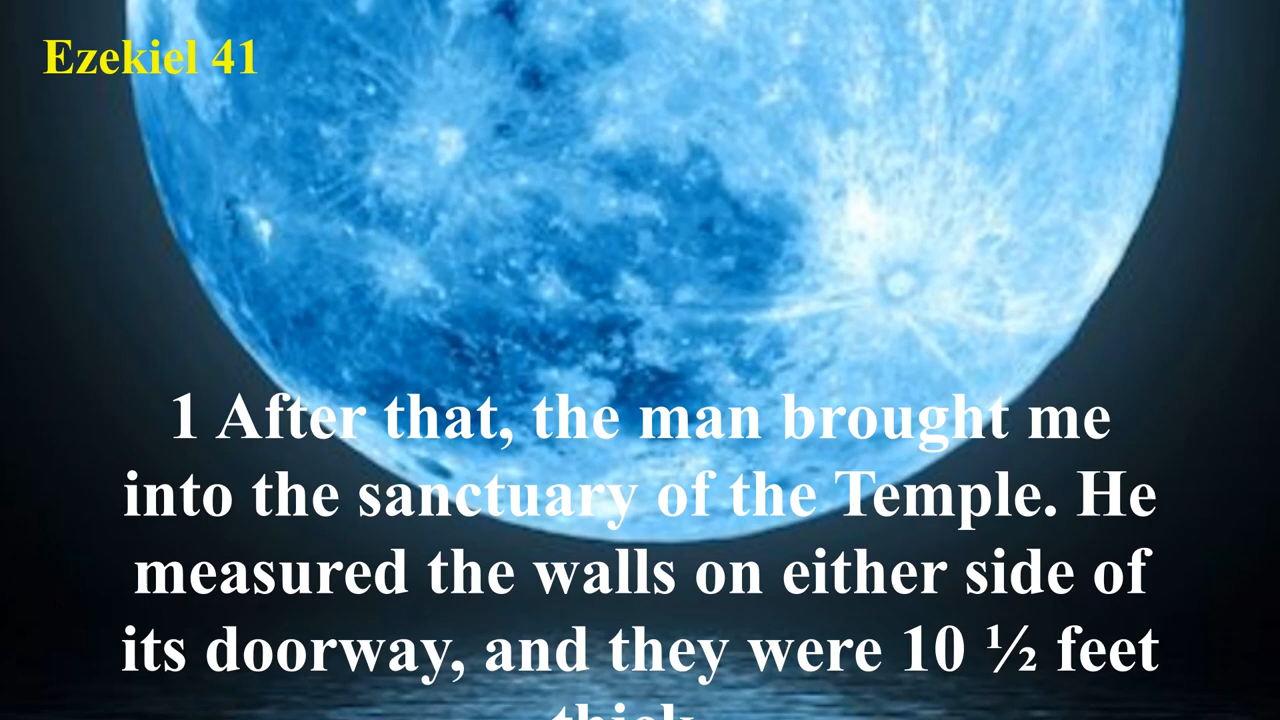 Ezekiel 41
1 After that, the man brought me
into the sanctuary of the Temple. He
measured the walls on either side of
its doorway, and they were 10 ½ feet
thick.